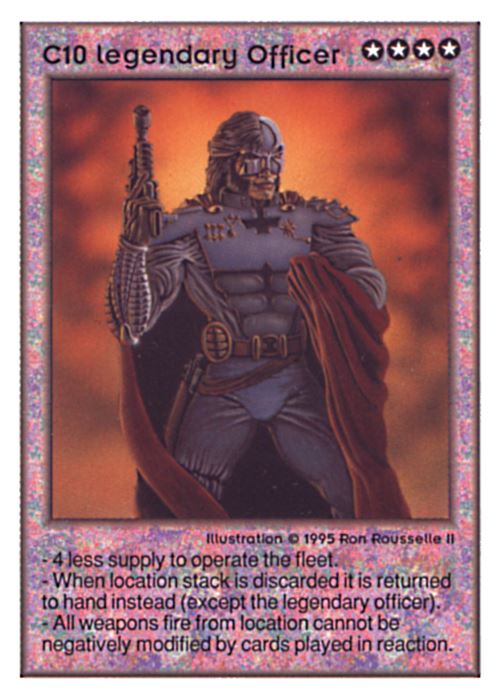 C10 legendary Officer
Illustration © 1995 Ron Rousselle II
- 4 less supply to operate the fleet.
- When location stack is discarded it is returned
to hand instead (except the legendary officer).
- All weapons fire from location cannot be
negatively modified by cards played in reaction.